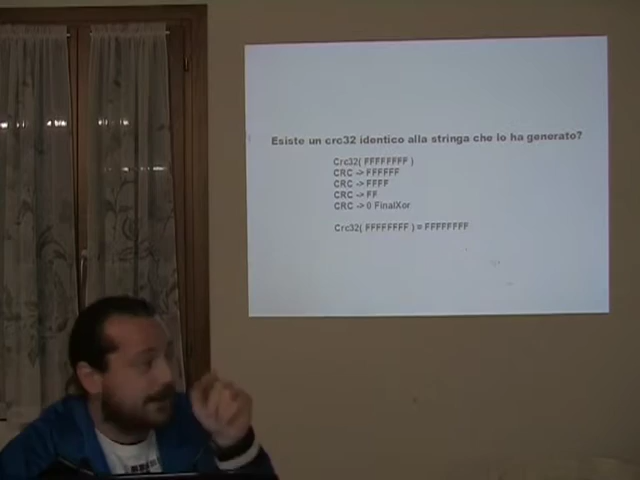 Esiste un crc32 identico alla stringa che lo ha generato?
Crc32( FFFFFFFF )
CRC -> FFFFFF
CRC -> FFFF
CRC -> FF
CRC -> 0 FinalXor
Crc32( FFFFFFFF ) = FFFFFFFF